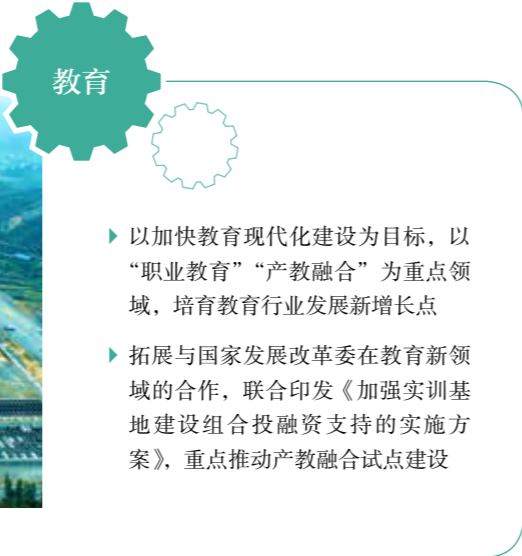 教育
以加快教育现代化建设为目标，以
“职业教育”“产教融合”为重点领
域，培育教育行业发展新增长点
拓展与国家发展改革委在教育新领
域的合作，联合印发《加强实训基
地建设组合投融资支持的实施方
案》，重点推动产教融合试点建设